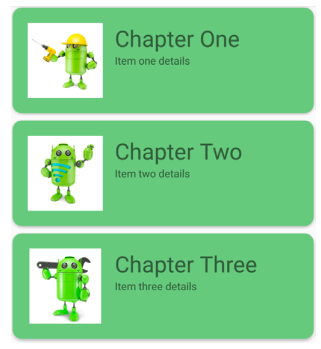 Chapter One
Item one details
Chapter Two
Item two details
Chapter Three
Item three details